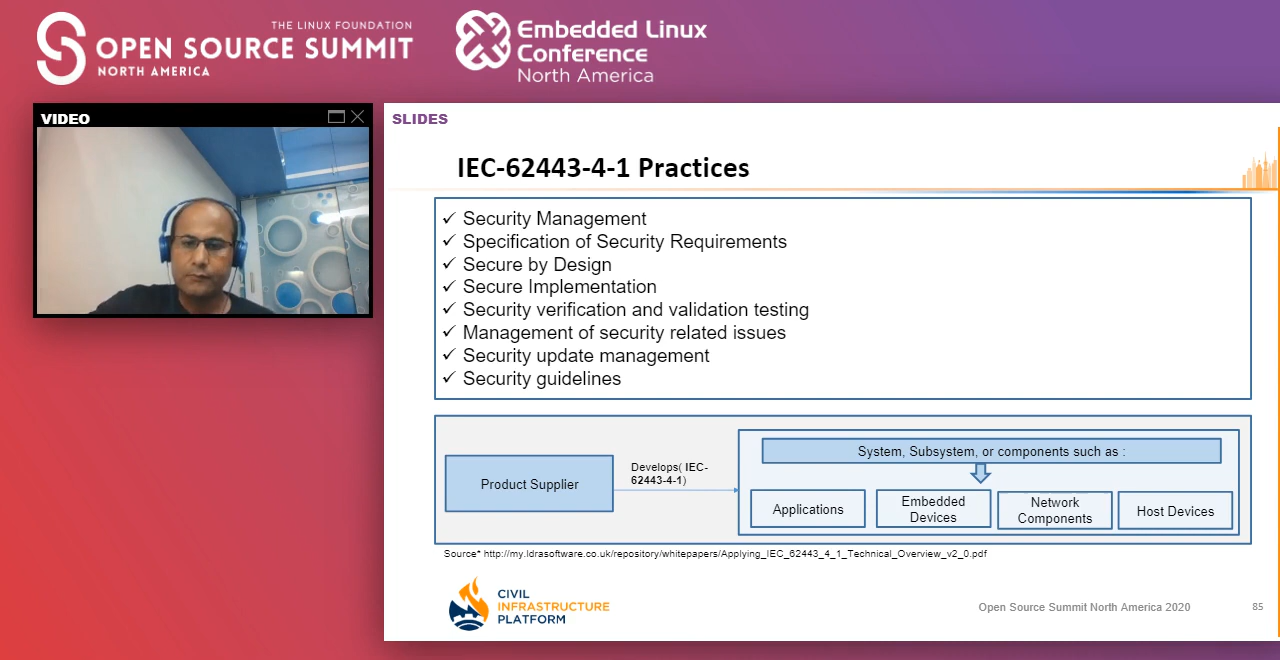 THE LINUX FOUNDATION
OPEN SOURCE SUMMIT
NORTH AMERICA
Embedded Linux
Conference
North America
VIDEO
SLIDES
IEC-62443-4-1 Practices
✓ Security Management
✓ Specification of Security Requirements
✓ Secure by Design
✓ Secure Implementation
✓ Security verification and validation testing
✓ Management of security related issues
✓ Security update management
✓ Security guidelines
Product Supplier
Develops( IEC-
62443-4-1)
System, Subsystem, or components such as :
Applications
Embedded
Devices
Network
Components
Host Devices
Source* http://my.ldrasoftware.co.uk/repository/whitepapers/Applying_IEC_62443_4_1_Technical_Overview_v2_0.pdf
CIVIL
INFRASTRUCTURE
PLATFORM
Open Source Summit North America 2020
85